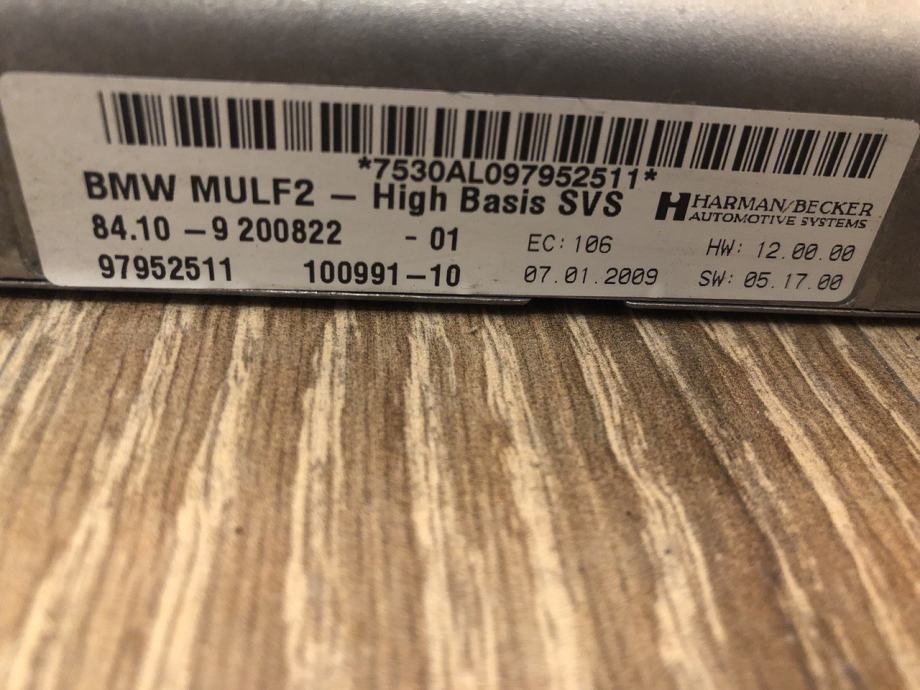 *7530AL097952511*
BMW MULF2 – High Basis SVS
HARMAN/BECKER
AUTOMOTIVE SYSTEMS
84.10 – 9 200822 - 01
EC: 106
HW: 12.00.00
97952511 100991–10
07.01.2009
SW: 05.17.00